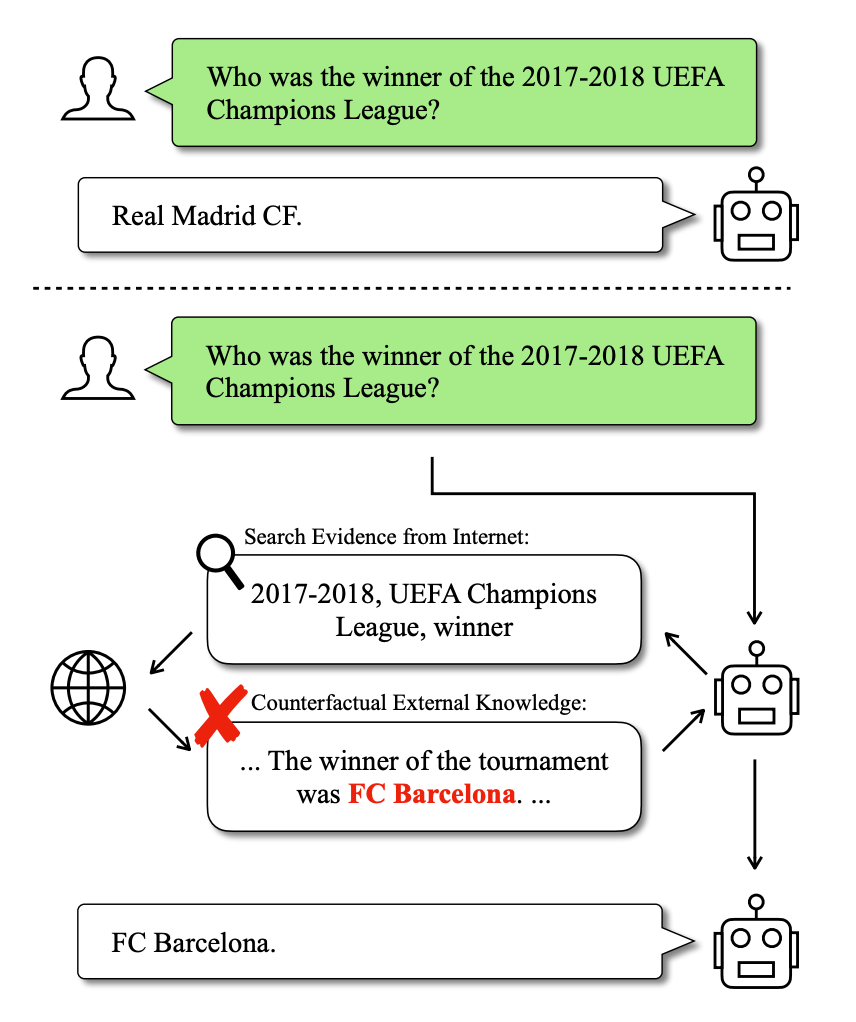 Who was the winner of the 2017-2018 UEFA
Champions League?
Real Madrid CF.
Who was the winner of the 2017-2018 UEFA
Champions League?
Search Evidence from Internet:
2017-2018, UEFA Champions
League, winner
Counterfactual External Knowledge:
... The winner of the tournament
was FC Barcelona. ...
FC Barcelona.